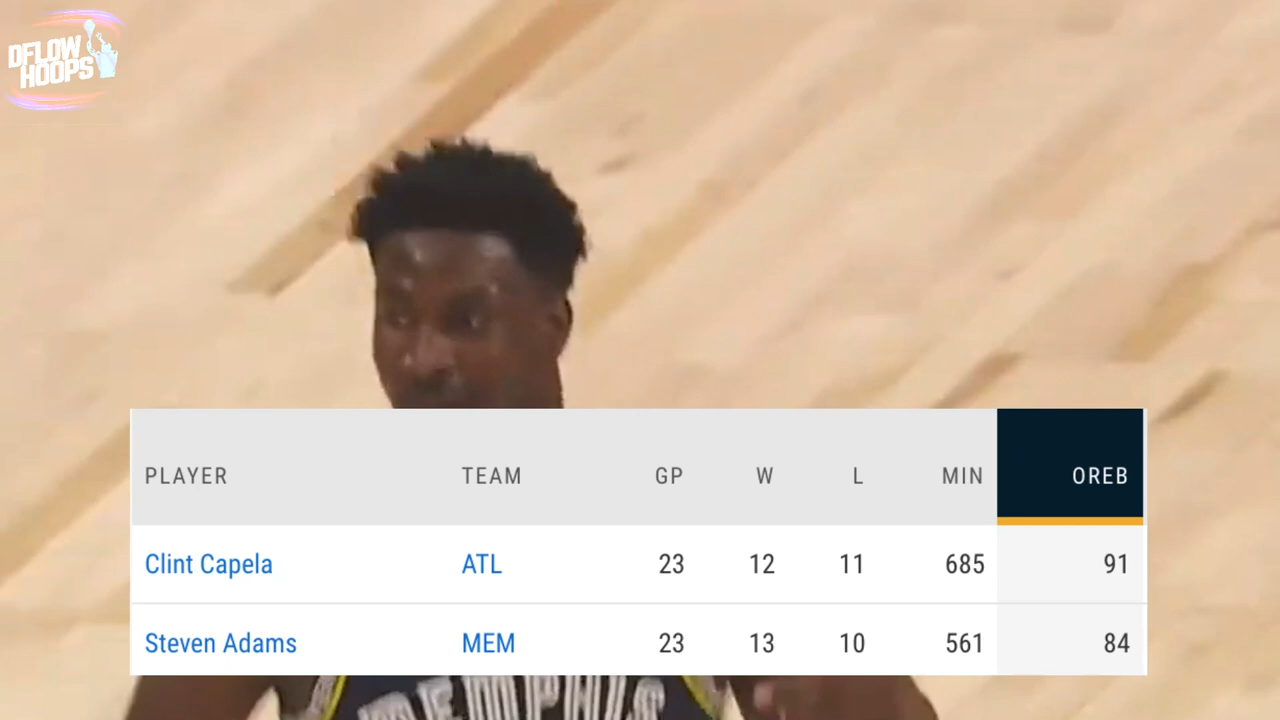 DFLOW
HOOPS
PLAYER TEAM GP W L MIN OREB
Clint Capela ATL 23 12 11 685 91
Steven Adams MEM 23 13 10 561 84
MEMPHIS